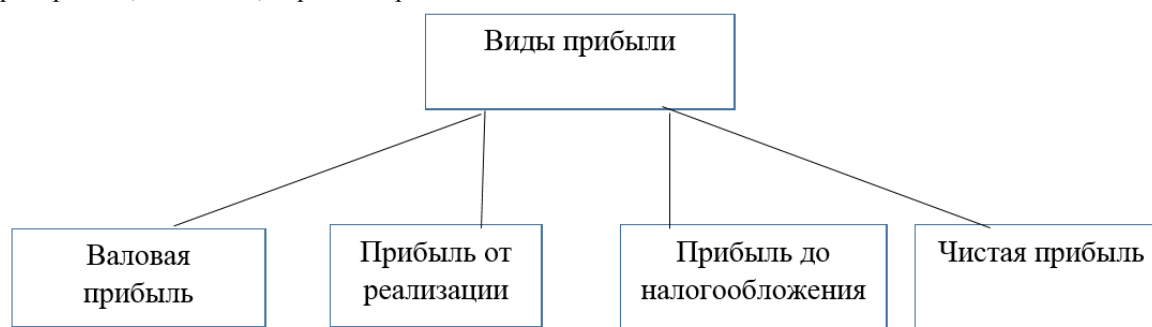 Виды прибыли
Валовая
прибыль
Прибыль от
реализации
Прибыль до
налогообложения
Чистая прибыль